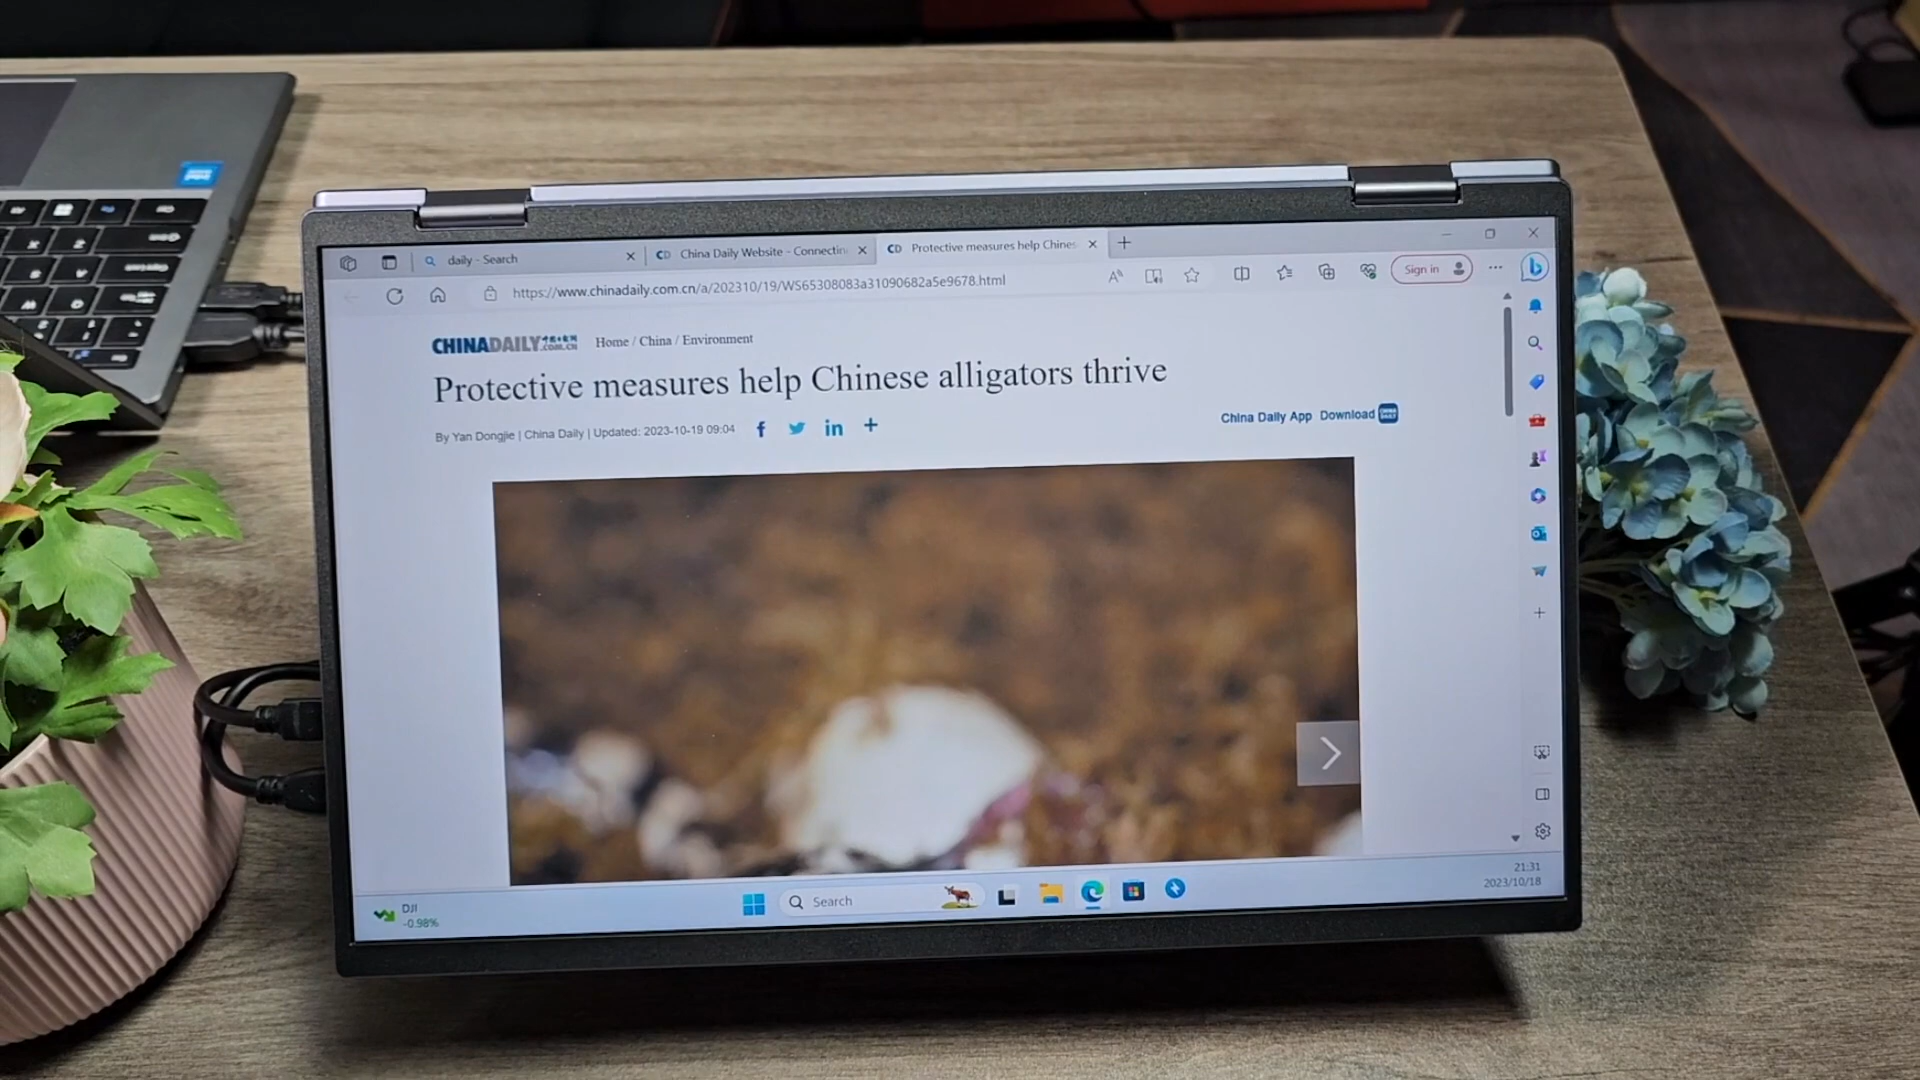 daily - Search
China Daily Website - Connectin
Protective measures help Chines
https://www.chinadaily.com.cn/a/202310/19/WS65308083a31090682a5e9678.html
Sign in
CHINADAILY
.COM.CN
Home / China / Environment
Protective measures help Chinese alligators thrive
By Yan Dongjie | China Daily | Updated: 2023-10-19 09:04
China Daily App Download
DJI
-0.98%
Search
21:31
2023/10/18